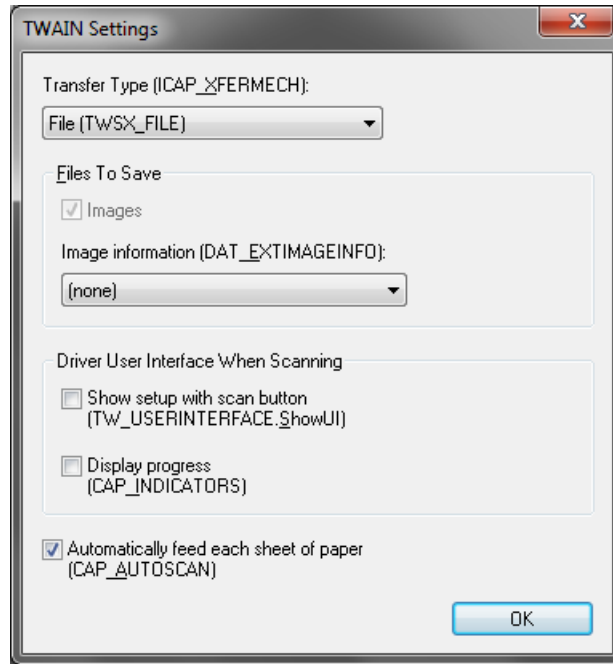 TWAIN Settings
Transfer Type (ICAP_XFERMECH):
File (TWSX_FILE)
Files To Save
Images
Image information (DAT_EXTIMAGEINFO):
(none)
Driver User Interface When Scanning
Show setup with scan button
(TW_USERINTERFACE.ShowUI)
Display progress
(CAP_INDICATORS)
Automatically feed each sheet of paper
(CAP_AUTOSCAN)
OK